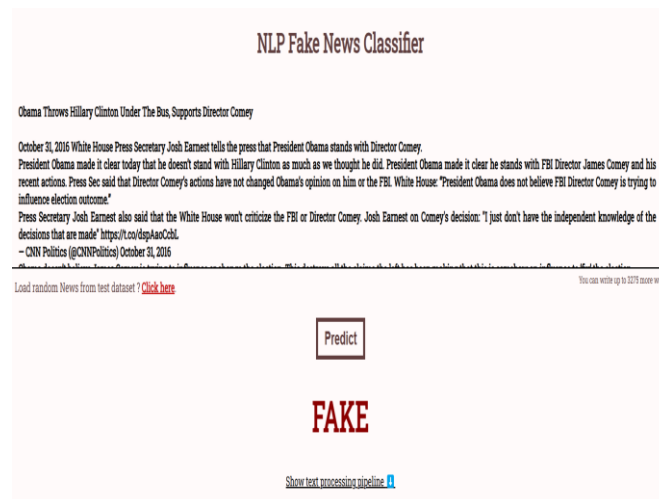 NLP Fake News Classifier
Obama Throws Hillary Clinton Under The Bus, Supports Director Comey
October 31, 2016 White House Press Secretary Josh Earnest tells the press that President Obama stands with Director Comey.
President Obama made it clear today that he doesn't stand with Hillary Clinton as much as we thought he did. President Obama made it clear he stands with FBI Director James Comey and his
recent actions. Press Sec said that Director Comey's actions have not changed Obama's opinion on him or the FBI. White House: "President Obama does not believe FBI Director Comey is trying to
influence election outcome."
Press Secretary Josh Earnest also said that the White House won't criticize the FBI or Director Comey. Josh Earnest on Comey's decision: "I just don't have the independent knowledge of the
decisions that are made" https://t.co/dspAaoCcbL
— CNN Politics (@CNNPolitics) October 31, 2016
Load random News from test dataset ? Click here.
You can write up to 3275 more w
Predict
FAKE
Show text processing pipeline